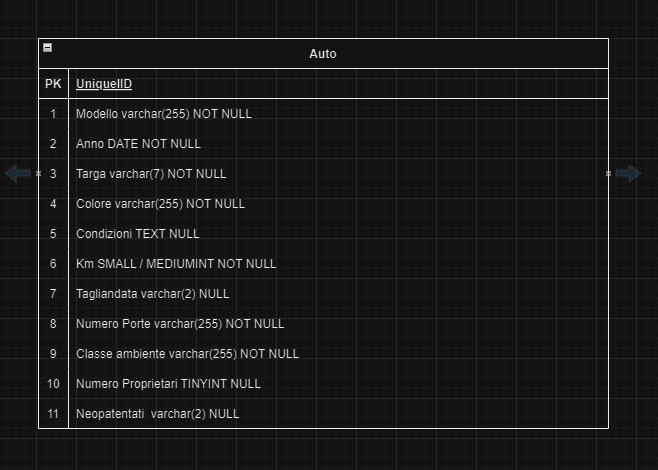 Auto
PK UniqueID
1 Modello varchar(255) NOT NULL
2 Anno DATE NOT NULL
3 Targa varchar(7) NOT NULL
4 Colore varchar(255) NOT NULL
5 Condizioni TEXT NULL
6 Km SMALL / MEDIUMINT NOT NULL
7 Tagliandata varchar(2) NULL
8 Numero Porte varchar(255) NOT NULL
9 Classe ambiente varchar(255) NOT NULL
10 Numero Proprietari TINYINT NULL
11 Neopatentati varchar(2) NULL